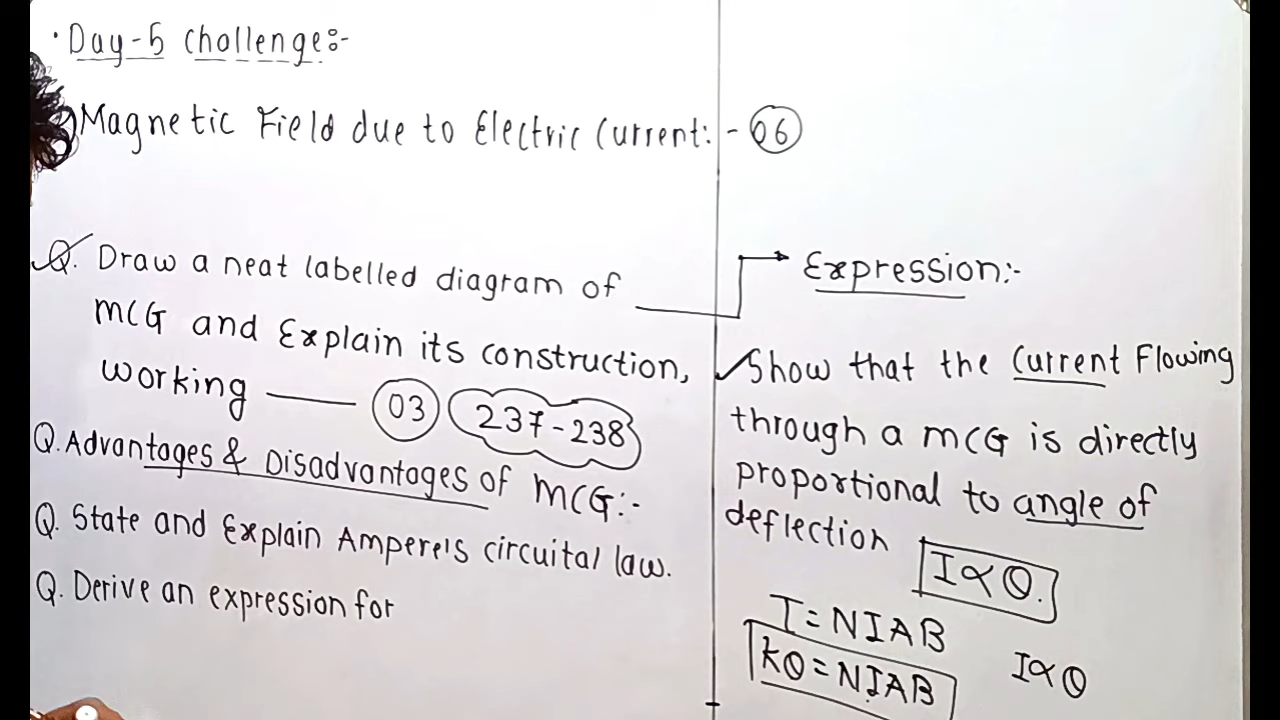 Day-5 Challenge:-
Magnetic Field due to Electric Current: - 06
Q. Draw a neat labelled diagram of
MCG and Explain its construction,
working —— 03 237-238
Q. Advantages & Disadvantages of MCG:-
Q. State and Explain Ampere's circuital law.
Q. Derive an expression for
Expression:-
Show that the Current Flowing
through a MCG is directly
proportional to angle of
deflection I∝θ.
τ=NIAB
kθ=NIAB I∝θ